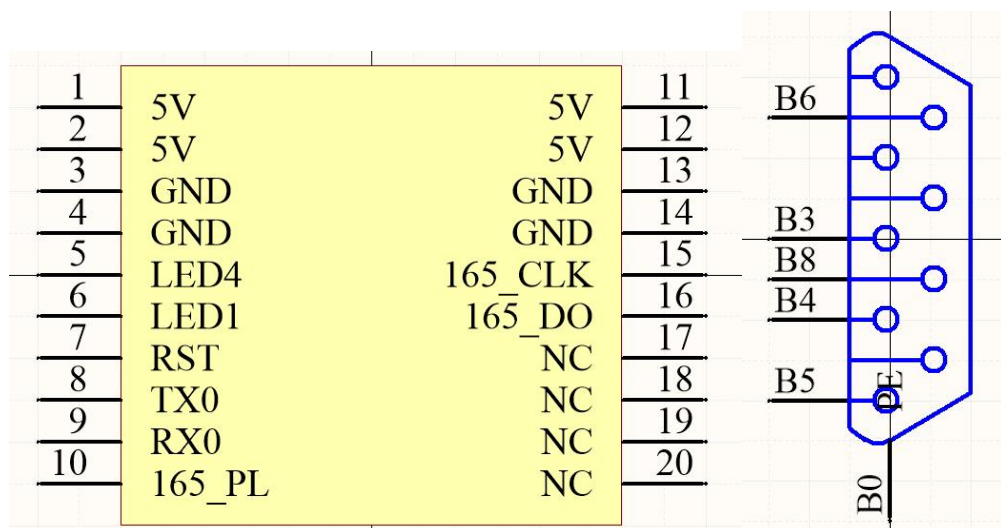 1 5V 5V 11
2 5V 5V 12
3 GND GND 13
4 GND GND 14
5 LED4 165_CLK 15
6 LED1 165_DO 16
7 RST NC 17
8 TX0 NC 18
9 RX0 NC 19
10 165_PL NC 20
B6
B3
B8
B4
B5
PE
B0